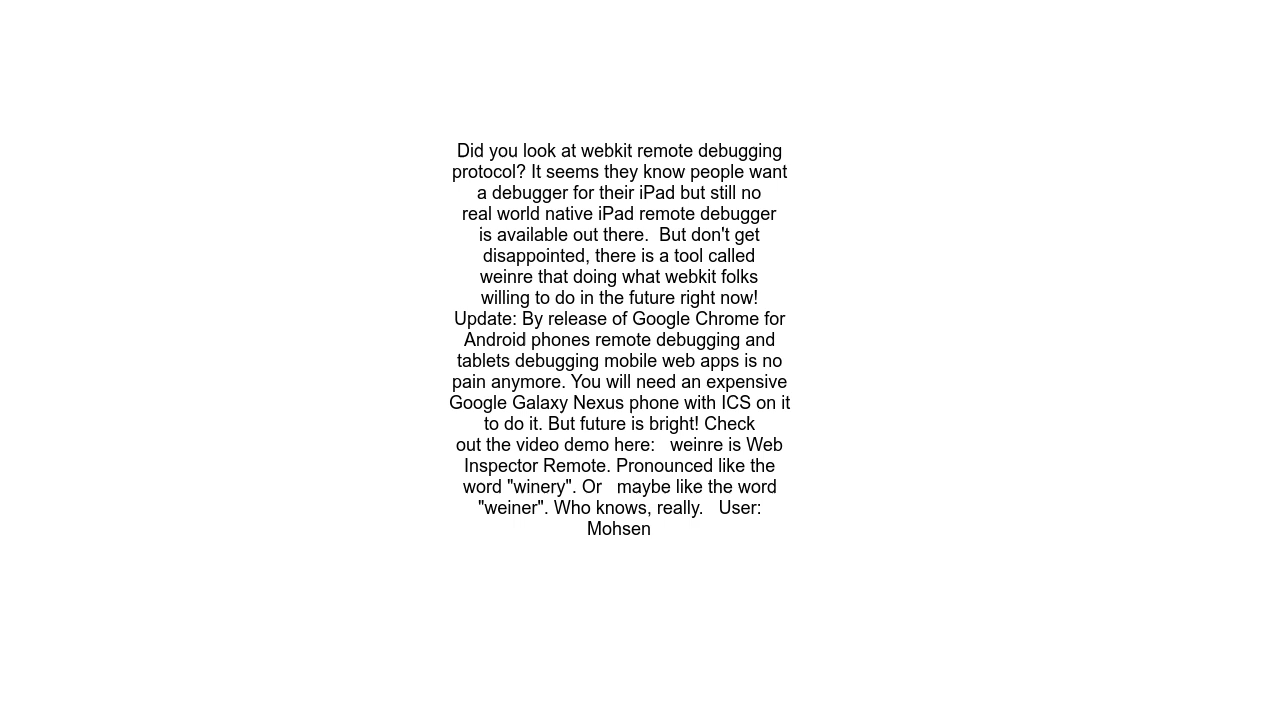 Did you look at webkit remote debugging
protocol? It seems they know people want
a debugger for their iPad but still no
real world native iPad remote debugger
is available out there.  But don't get
disappointed, there is a tool called
weinre that doing what webkit folks
willing to do in the future right now!
Update: By release of Google Chrome for
Android phones remote debugging and
tablets debugging mobile web apps is no
pain anymore. You will need an expensive
Google Galaxy Nexus phone with ICS on it
to do it. But future is bright! Check
out the video demo here:   weinre is Web
Inspector Remote. Pronounced like the
word "winery". Or   maybe like the word
"weiner". Who knows, really.   User:
Mohsen